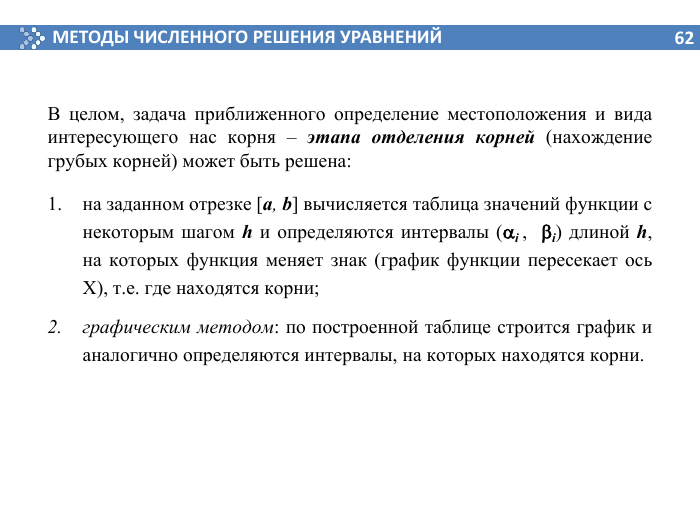 МЕТОДЫ ЧИСЛЕННОГО РЕШЕНИЯ УРАВНЕНИЙ 62
В целом, задача приближенного определение местоположения и вида
интересующего нас корня – этапа отделения корней (нахождение
грубых корней) может быть решена:
1. на заданном отрезке [a, b] вычисляется таблица значений функции с
некоторым шагом h и определяются интервалы (αi , βi) длиной h,
на которых функция меняет знак (график функции пересекает ось
X), т.е. где находятся корни;
2. графическим методом: по построенной таблице строится график и
аналогично определяются интервалы, на которых находятся корни.